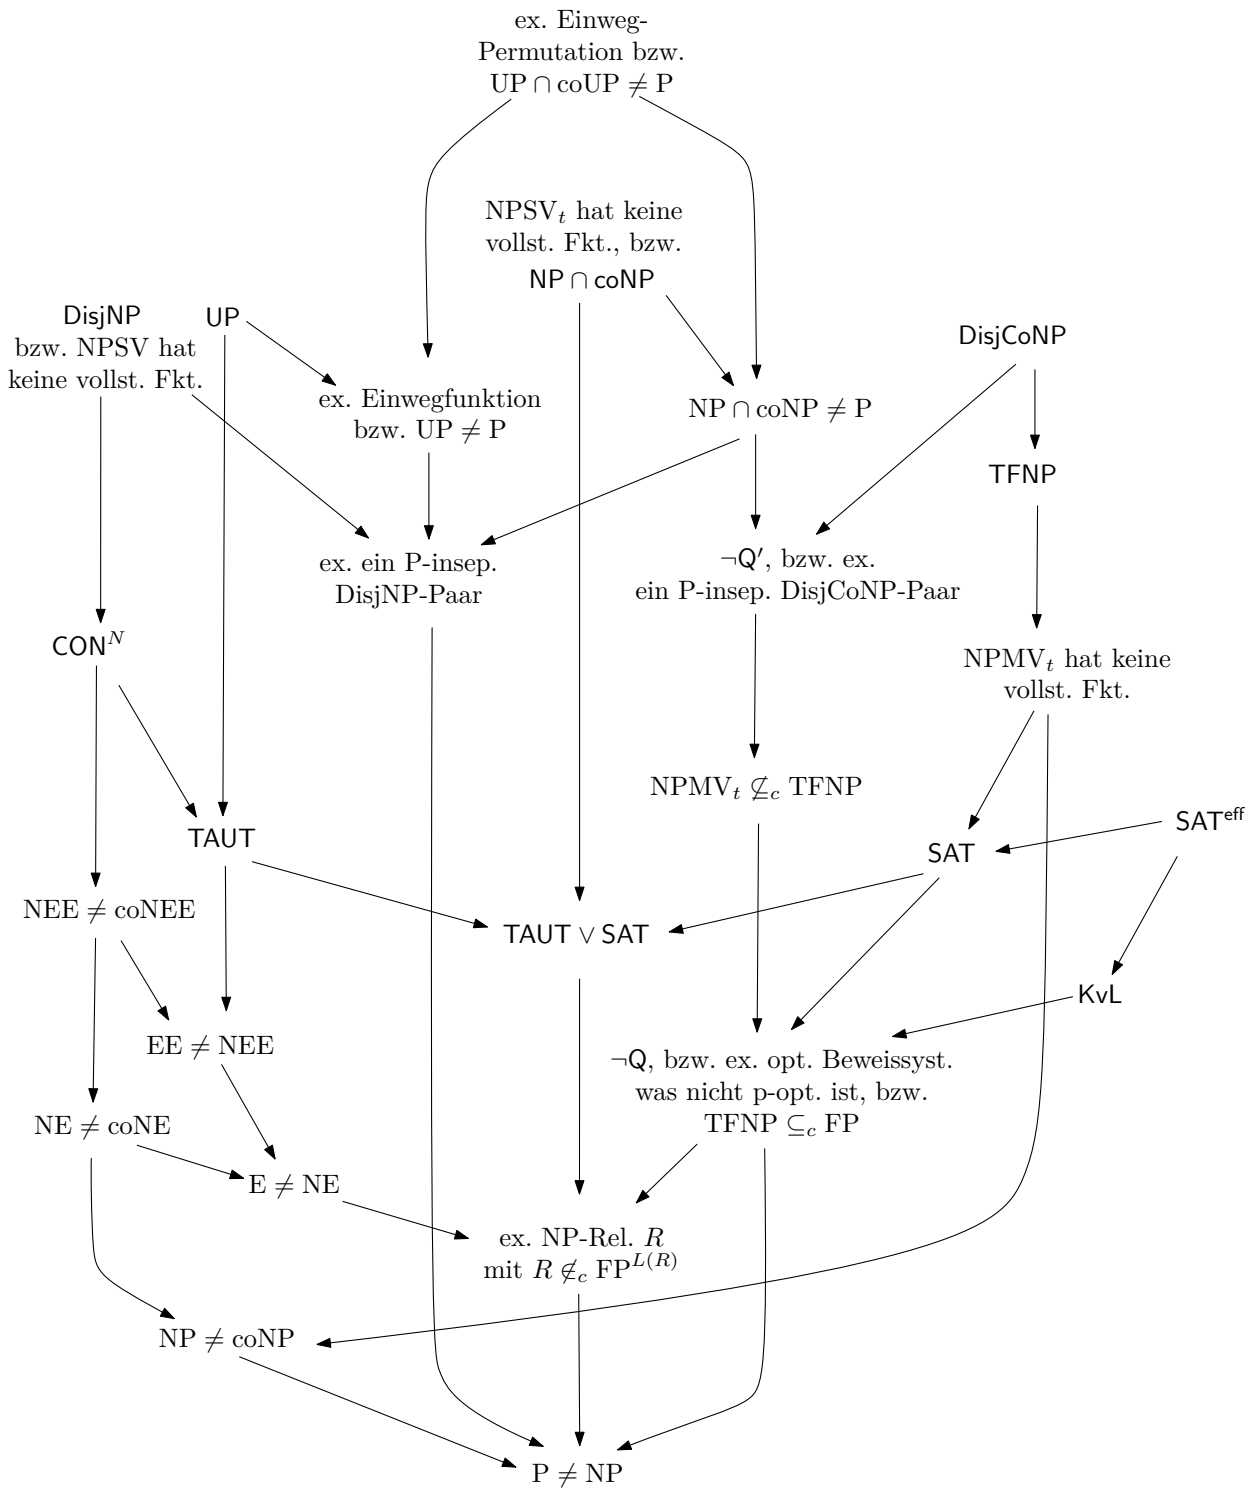 ex. Einweg-
Permutation bzw.
UP ∩ coUP ≠ P
NPSVₜ hat keine
vollst. Fkt., bzw.
NP ∩ coNP
DisjNP
bzw. NPSV hat
keine vollst. Fkt.
UP
DisjCoNP
ex. Einwegfunktion
bzw. UP ≠ P
NP ∩ coNP ≠ P
TFNP
ex. ein P-insep.
DisjNP-Paar
¬Q′, bzw. ex.
ein P-insep. DisjCoNP-Paar
CONᴺ
NPMVₜ hat keine
vollst. Fkt.
NPMVₜ ⊈_c TFNP
TAUT
SAT^eff
SAT
NEE ≠ coNEE
TAUT ∨ SAT
KvL
EE ≠ NEE
¬Q, bzw. ex. opt. Beweissyst.
was nicht p-opt. ist, bzw.
TFNP ⊆_c FP
NE ≠ coNE
E ≠ NE
ex. NP-Rel. R
mit R ∉_c FP^L(R)
NP ≠ coNP
P ≠ NP